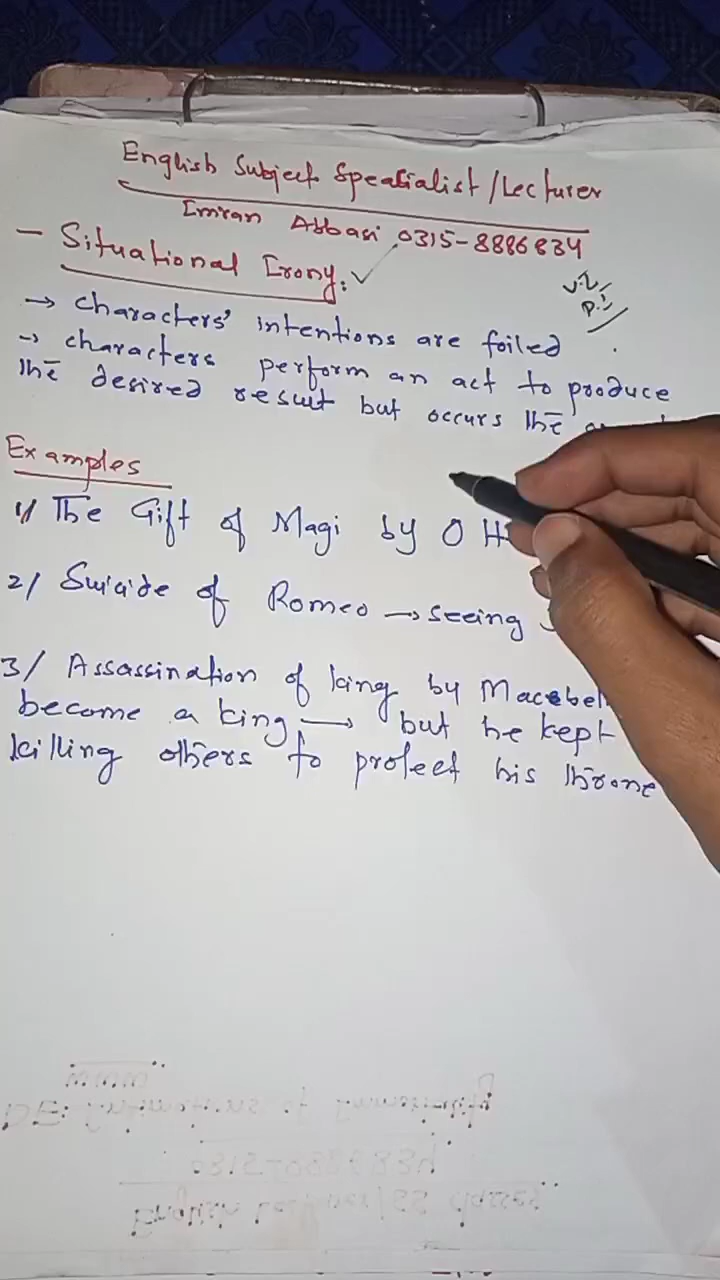 English Subject Specialist/Lecturer
Imran Abbasi 0315-8886834
- Situational Irony:
→ characters' intentions are foiled
→ characters perform an act to produce
the desired result but occurs the
Examples
1/ The Gift of Magi by O H
2/ Suicide of Romeo → seeing
3/ Assassination of king by Macbeth
become a king → but he kept
killing others to protect his throne